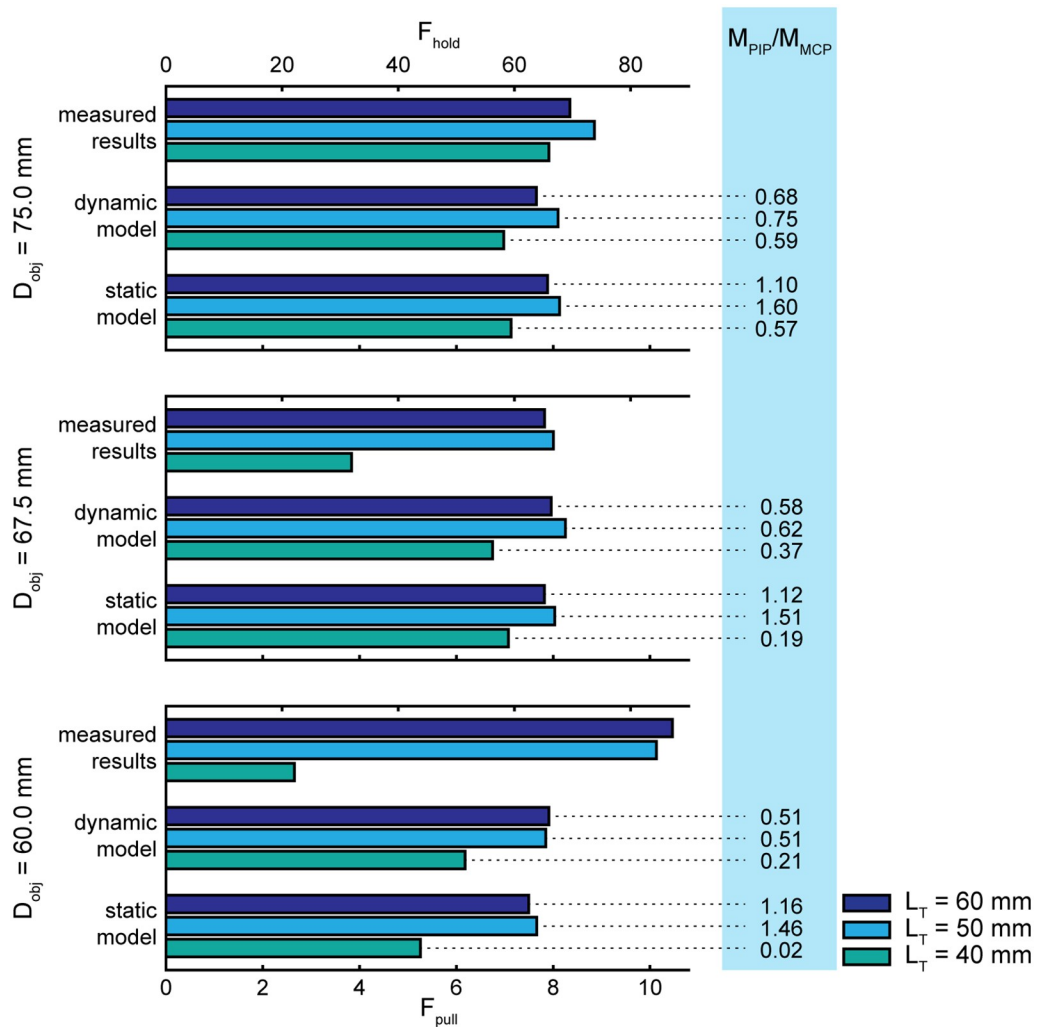 F_hold
M_PIP/M_MCP
0 20 40 60 80
D_obj = 75.0 mm
measured
results
dynamic
model
0.68
0.75
0.59
static
model
1.10
1.60
0.57
D_obj = 67.5 mm
measured
results
dynamic
model
0.58
0.62
0.37
static
model
1.12
1.51
0.19
D_obj = 60.0 mm
measured
results
dynamic
model
0.51
0.51
0.21
static
model
1.16
1.46
0.02
L_T = 60 mm
L_T = 50 mm
L_T = 40 mm
0 2 4 6 8 10
F_pull